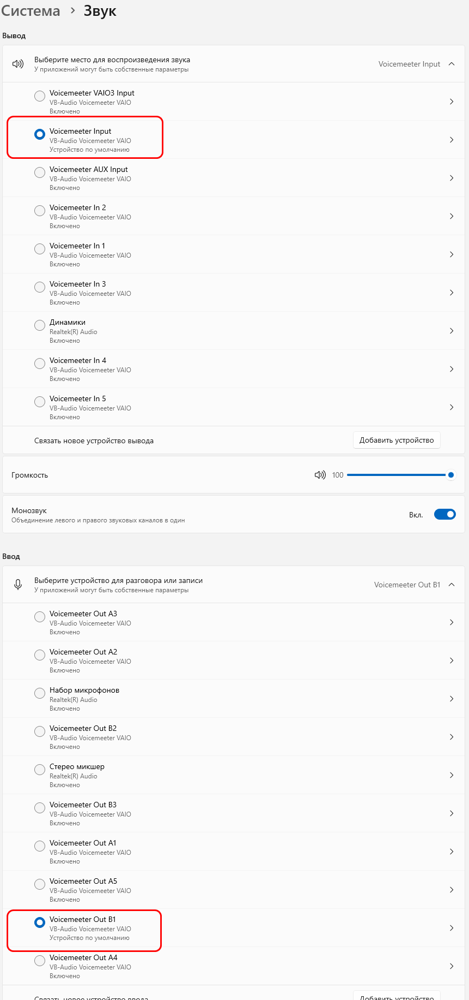 Система > Звук
Вывод
Выберите место для воспроизведения звука
У приложений могут быть собственные параметры
Voicemeeter Input
Voicemeeter VAIO3 Input
VB-Audio Voicemeeter VAIO
Включено
Voicemeeter Input
VB-Audio Voicemeeter VAIO
Устройство по умолчанию
Voicemeeter AUX Input
VB-Audio Voicemeeter VAIO
Включено
Voicemeeter In 2
VB-Audio Voicemeeter VAIO
Включено
Voicemeeter In 1
VB-Audio Voicemeeter VAIO
Включено
Voicemeeter In 3
VB-Audio Voicemeeter VAIO
Включено
Динамики
Realtek(R) Audio
Включено
Voicemeeter In 4
VB-Audio Voicemeeter VAIO
Включено
Voicemeeter In 5
VB-Audio Voicemeeter VAIO
Включено
Связать новое устройство вывода
Добавить устройство
Громкость
100
Монозвук
Объединение левого и правого звуковых каналов в один
Вкл.
Ввод
Выберите устройство для разговора или записи
У приложений могут быть собственные параметры
Voicemeeter Out B1
Voicemeeter Out A3
VB-Audio Voicemeeter VAIO
Включено
Voicemeeter Out A2
VB-Audio Voicemeeter VAIO
Включено
Набор микрофонов
Realtek(R) Audio
Включено
Voicemeeter Out B2
VB-Audio Voicemeeter VAIO
Включено
Стерео микшер
Realtek(R) Audio
Включено
Voicemeeter Out B3
VB-Audio Voicemeeter VAIO
Включено
Voicemeeter Out A1
VB-Audio Voicemeeter VAIO
Включено
Voicemeeter Out A5
VB-Audio Voicemeeter VAIO
Включено
Voicemeeter Out B1
VB-Audio Voicemeeter VAIO
Устройство по умолчанию
Voicemeeter Out A4
VB-Audio Voicemeeter VAIO
Включено
Связать новое устройство ввода
Добавить устройство